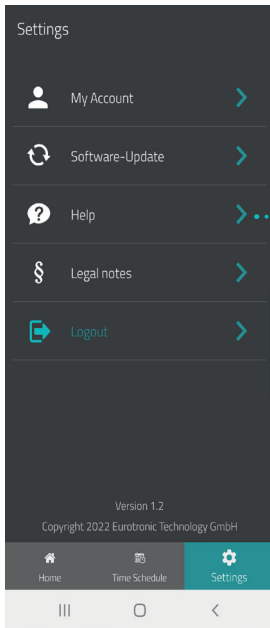 Settings
My Account
Software-Update
Help
§ Legal notes
Logout
Version 1.2
Copyright 2022 Eurotronic Technology GmbH
Home Time Schedule Settings